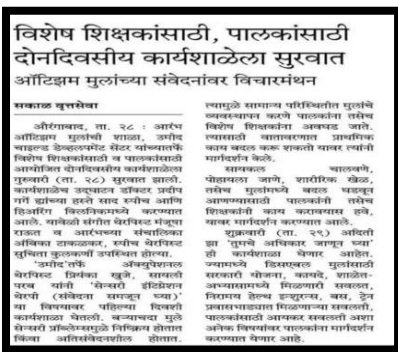 विशेष शिक्षकांसाठी, पालकांसाठी
दोनदिवसीय कार्यशाळेला सुरवात
ऑटिझम मुलांच्या संवेदनांवर विचारमंथन
सकाळ वृत्तसेवा
औरंगाबाद, ता. २८ : आरंभ
ऑटिझम मुलांची शाळा, उमीद
चाइल्ड डेव्हलपमेंट सेंटर यांच्यातर्फे
विशेष शिक्षकांसाठी व पालकांसाठी
आयोजित दोनदिवसीय कार्यशाळेला
गुरुवारी (ता. २८) सुरवात झाली.
कार्यशाळेच उद्‍घाटन डॉक्टर प्रदीप
गर्गे ह्यांच्या हस्ते साद स्पीच आणि
हिअरिंग क्लिनिकमध्ये करण्यात
आले. यावेळी संगीत थेरपिस्ट मंजूषा
राऊत व आरंभच्या संचालिका
अंबिका टाकळकर, स्पीच थेरपिस्ट
सुचिता कुलकर्णी उपस्थित होत्या.
'उमीद'तर्फे ऑक्युपेशनल
थेरपिस्ट प्रियंका खुजे, सायली
परब यांनी 'सेन्सरी इंटिग्रेशन
थेरपी (संवेदना समजून घ्या)'
या विषयावर पहिल्या दिवशी
कार्यशाळा घेतली. बऱ्याचदा मुले
सेन्सरी प्रॉब्लेम्समुळे निष्क्रिय होतात
किंवा अतिसंवेदनशील होतात.
त्यामुळे सामान्य परिस्थितीत मुलांचे
व्यवस्थापन करणे पालकांना तसेच
विशेष शिक्षकांना अवघड जाते.
त्यासाठी वातावरणात प्राथमिक
काय बदल करू शकतो यावर त्यांनी
मार्गदर्शन केले.
सायकल चालवणे,
पोहायला जाणे, शारीरिक खेळ,
तसेच मुलांमध्ये बदल घडवून
आणण्यासाठी पालकांनी तसेच
शिक्षकांनी काय करावयास हवे,
यावर मार्गदर्शन करण्यात आले.
शुक्रवारी (ता. २९) अदिती
झा 'तुमचे अधिकार जाणून घ्या'
ही कार्यशाळा घेणार आहेत.
ज्यामध्ये डिसएबल मुलांसाठी
सरकारी योजना, कायदे, शाळेत-
अभ्यासामध्ये मिळणारी सवलत,
निरामय हेल्थ इन्शुरन्स, बस, ट्रेन
प्रवासभाड्यात मिळणाऱ्या सवलती,
पालकांसाठी आयकर सवलती अशा
अनेक विषयांवर पालकांना मार्गदर्शन
करण्यात येणार आहे.